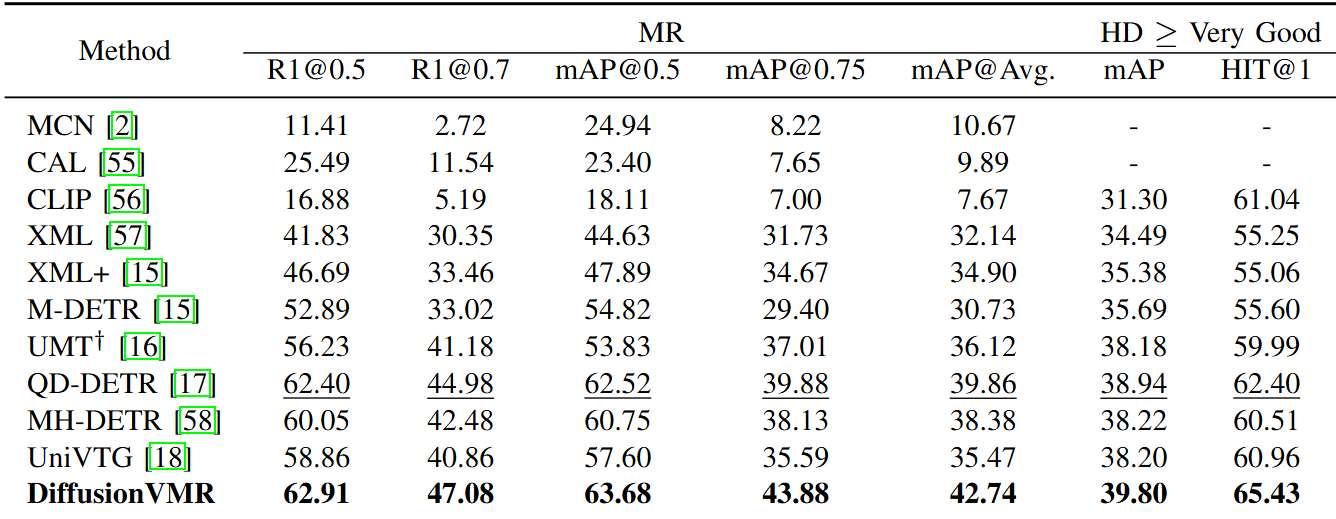 Method MR HD ≥ Very Good
R1@0.5 R1@0.7 mAP@0.5 mAP@0.75 mAP@Avg. mAP HIT@1
MCN [2] 11.41 2.72 24.94 8.22 10.67 - -
CAL [55] 25.49 11.54 23.40 7.65 9.89 - -
CLIP [56] 16.88 5.19 18.11 7.00 7.67 31.30 61.04
XML [57] 41.83 30.35 44.63 31.73 32.14 34.49 55.25
XML+ [15] 46.69 33.46 47.89 34.67 34.90 35.38 55.06
M-DETR [15] 52.89 33.02 54.82 29.40 30.73 35.69 55.60
UMT† [16] 56.23 41.18 53.83 37.01 36.12 38.18 59.99
QD-DETR [17] 62.40 44.98 62.52 39.88 39.86 38.94 62.40
MH-DETR [58] 60.05 42.48 60.75 38.13 38.38 38.22 60.51
UniVTG [18] 58.86 40.86 57.60 35.59 35.47 38.20 60.96
DiffusionVMR 62.91 47.08 63.68 43.88 42.74 39.80 65.43